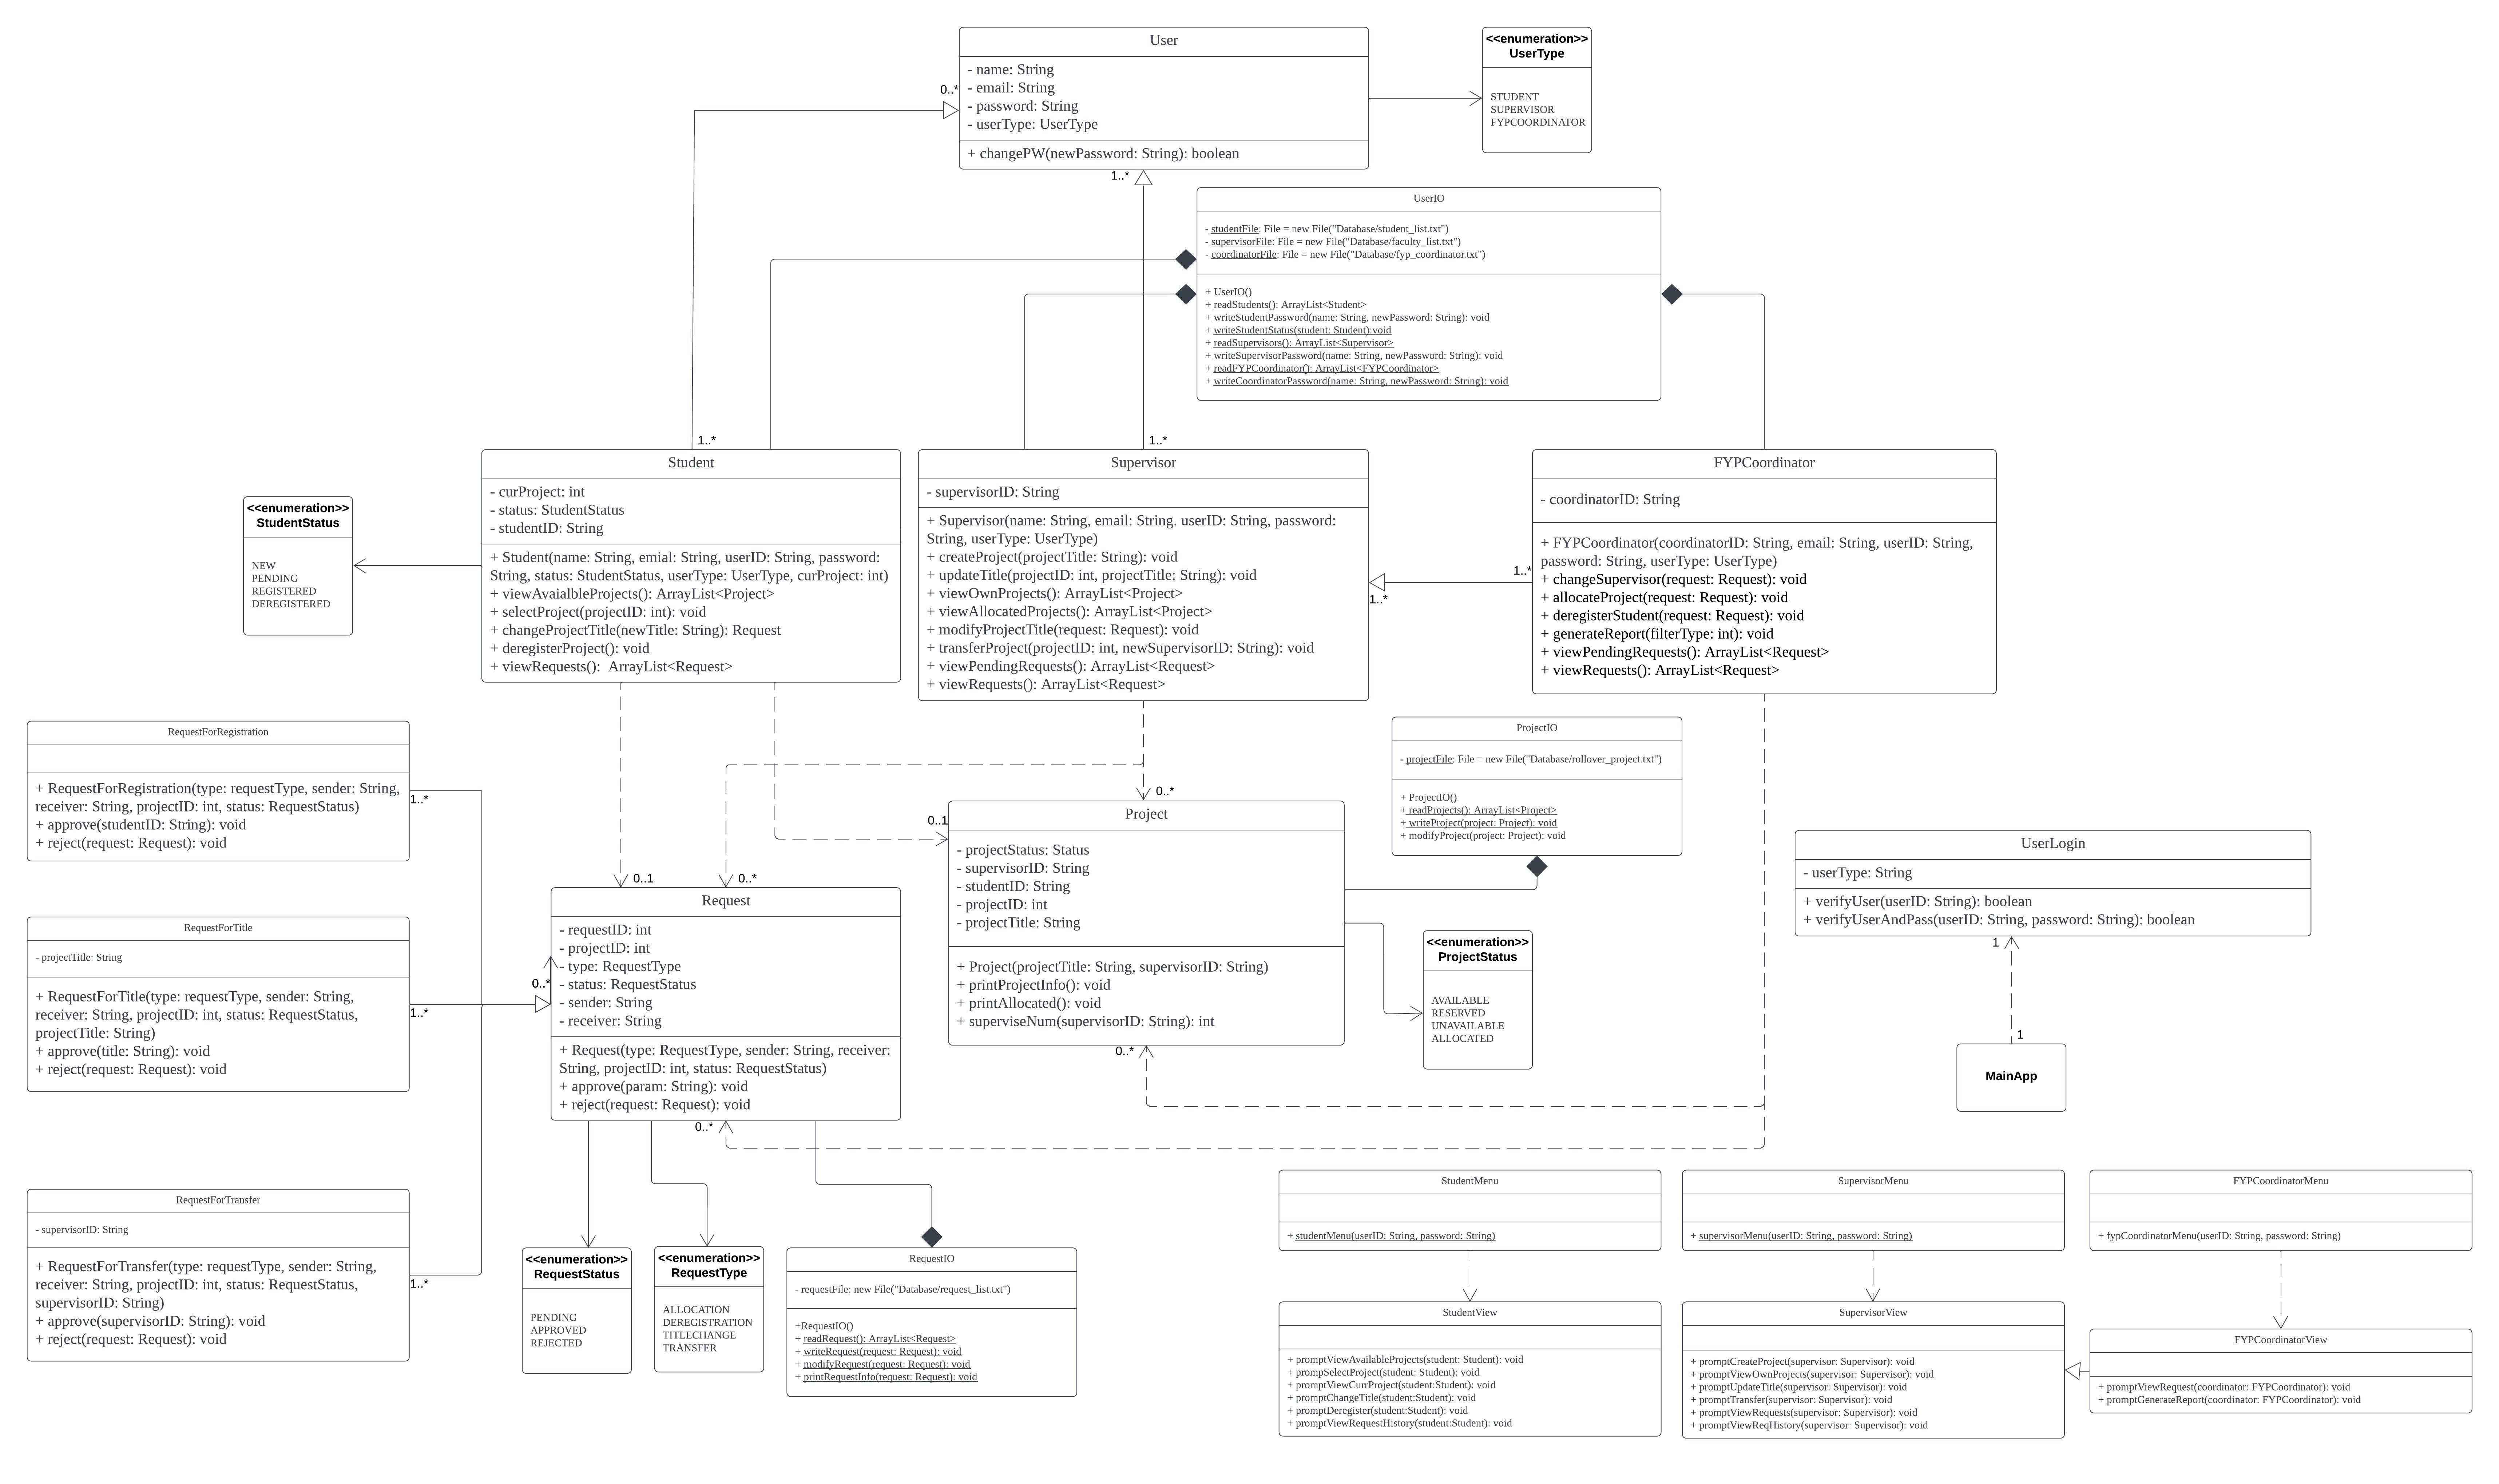 User
- name: String
- email: String
- password: String
- userType: UserType
+ changePW(newPassword: String): boolean
<<enumeration>>
UserType
STUDENT
SUPERVISOR
FYPCOORDINATOR
0..*
1..*
UserIO
- studentFile: File = new File("Database/student_list.txt")
- supervisorFile: File = new File("Database/faculty_list.txt")
- coordinatorFile: File = new File("Database/fyp_coordinator.txt")
+ UserIO()
+ readStudents(): ArrayList<Student>
+ writeStudentPassword(name: String, newPassword: String): void
+ writeStudentStatus(student: Student):void
+ readSupervisors(): ArrayList<Supervisor>
+ writeSupervisorPassword(name: String, newPassword: String): void
+ readFYPCoordinator(): ArrayList<FYPCoordinator>
+ writeCoordinatorPassword(name: String, newPassword: String): void
1..*
1..*
<<enumeration>>
StudentStatus
NEW
PENDING
REGISTERED
DEREGISTERED
Student
- curProject: int
- status: StudentStatus
- studentID: String
+ Student(name: String, emial: String, userID: String, password:
String, status: StudentStatus, userType: UserType, curProject: int)
+ viewAvaialbleProjects(): ArrayList<Project>
+ selectProject(projectID: int): void
+ changeProjectTitle(newTitle: String): Request
+ deregisterProject(): void
+ viewRequests():  ArrayList<Request>
Supervisor
- supervisorID: String
+ Supervisor(name: String, email: String. userID: String, password:
String, userType: UserType)
+ createProject(projectTitle: String): void
+ updateTitle(projectID: int, projectTitle: String): void
+ viewOwnProjects(): ArrayList<Project>
+ viewAllocatedProjects(): ArrayList<Project>
+ modifyProjectTitle(request: Request): void
+ transferProject(projectID: int, newSupervisorID: String): void
+ viewPendingRequests(): ArrayList<Request>
+ viewRequests(): ArrayList<Request>
1..*
1..*
FYPCoordinator
- coordinatorID: String
+ FYPCoordinator(coordinatorID: String, email: String, userID: String,
password: String, userType: UserType)
+ changeSupervisor(request: Request): void
+ allocateProject(request: Request): void
+ deregisterStudent(request: Request): void
+ generateReport(filterType: int): void
+ viewPendingRequests(): ArrayList<Request>
+ viewRequests(): ArrayList<Request>
RequestForRegistration
+ RequestForRegistration(type: requestType, sender: String,
receiver: String, projectID: int, status: RequestStatus)
+ approve(studentID: String): void
+ reject(request: Request): void
1..*
RequestForTitle
- projectTitle: String
+ RequestForTitle(type: requestType, sender: String,
receiver: String, projectID: int, status: RequestStatus,
projectTitle: String)
+ approve(title: String): void
+ reject(request: Request): void
1..*
RequestForTransfer
- supervisorID: String
+ RequestForTransfer(type: requestType, sender: String,
receiver: String, projectID: int, status: RequestStatus,
supervisorID: String)
+ approve(supervisorID: String): void
+ reject(request: Request): void
1..*
0..1
0..*
0..*
Request
- requestID: int
- projectID: int
- type: RequestType
- status: RequestStatus
- sender: String
- receiver: String
+ Request(type: RequestType, sender: String, receiver:
String, projectID: int, status: RequestStatus)
+ approve(param: String): void
+ reject(request: Request): void
0..*
0..1
0..*
Project
- projectStatus: Status
- supervisorID: String
- studentID: String
- projectID: int
- projectTitle: String
+ Project(projectTitle: String, supervisorID: String)
+ printProjectInfo(): void
+ printAllocated(): void
+ superviseNum(supervisorID: String): int
0..*
ProjectIO
- projectFile: File = new File("Database/rollover_project.txt")
+ ProjectIO()
+ readProjects(): ArrayList<Project>
+ writeProject(project: Project): void
+ modifyProject(project: Project): void
<<enumeration>>
ProjectStatus
AVAILABLE
RESERVED
UNAVAILABLE
ALLOCATED
UserLogin
- userType: String
+ verifyUser(userID: String): boolean
+ verifyUserAndPass(userID: String, password: String): boolean
1
1
MainApp
<<enumeration>>
RequestStatus
PENDING
APPROVED
REJECTED
<<enumeration>>
RequestType
ALLOCATION
DEREGISTRATION
TITLECHANGE
TRANSFER
RequestIO
- requestFile: new File("Database/request_list.txt")
+RequestIO()
+ readRequest(): ArrayList<Request>
+ writeRequest(request: Request): void
+ modifyRequest(request: Request): void
+ printRequestInfo(request: Request): void
StudentMenu
+ studentMenu(userID: String, password: String)
SupervisorMenu
+ supervisorMenu(userID: String, password: String)
FYPCoordinatorMenu
+ fypCoordinatorMenu(userID: String, password: String)
StudentView
+ promptViewAvailableProjects(student: Student): void
+ prompSelectProject(student: Student): void
+ promptViewCurrProject(student:Student): void
+ promptChangeTitle(student:Student): void
+ promptDeregister(student:Student): void
+ promptViewRequestHistory(student:Student): void
SupervisorView
+ promptCreateProject(supervisor: Supervisor): void
+ promptViewOwnProjects(supervisor: Supervisor): void
+ promptUpdateTitle(supervisor: Supervisor): void
+ promptTransfer(supervisor: Supervisor): void
+ promptViewRequests(supervisor: Supervisor): void
+ promptViewReqHistory(supervisor: Supervisor): void
FYPCoordinatorView
+ promptViewRequest(coordinator: FYPCoordinator): void
+ promptGenerateReport(coordinator: FYPCoordinator): void